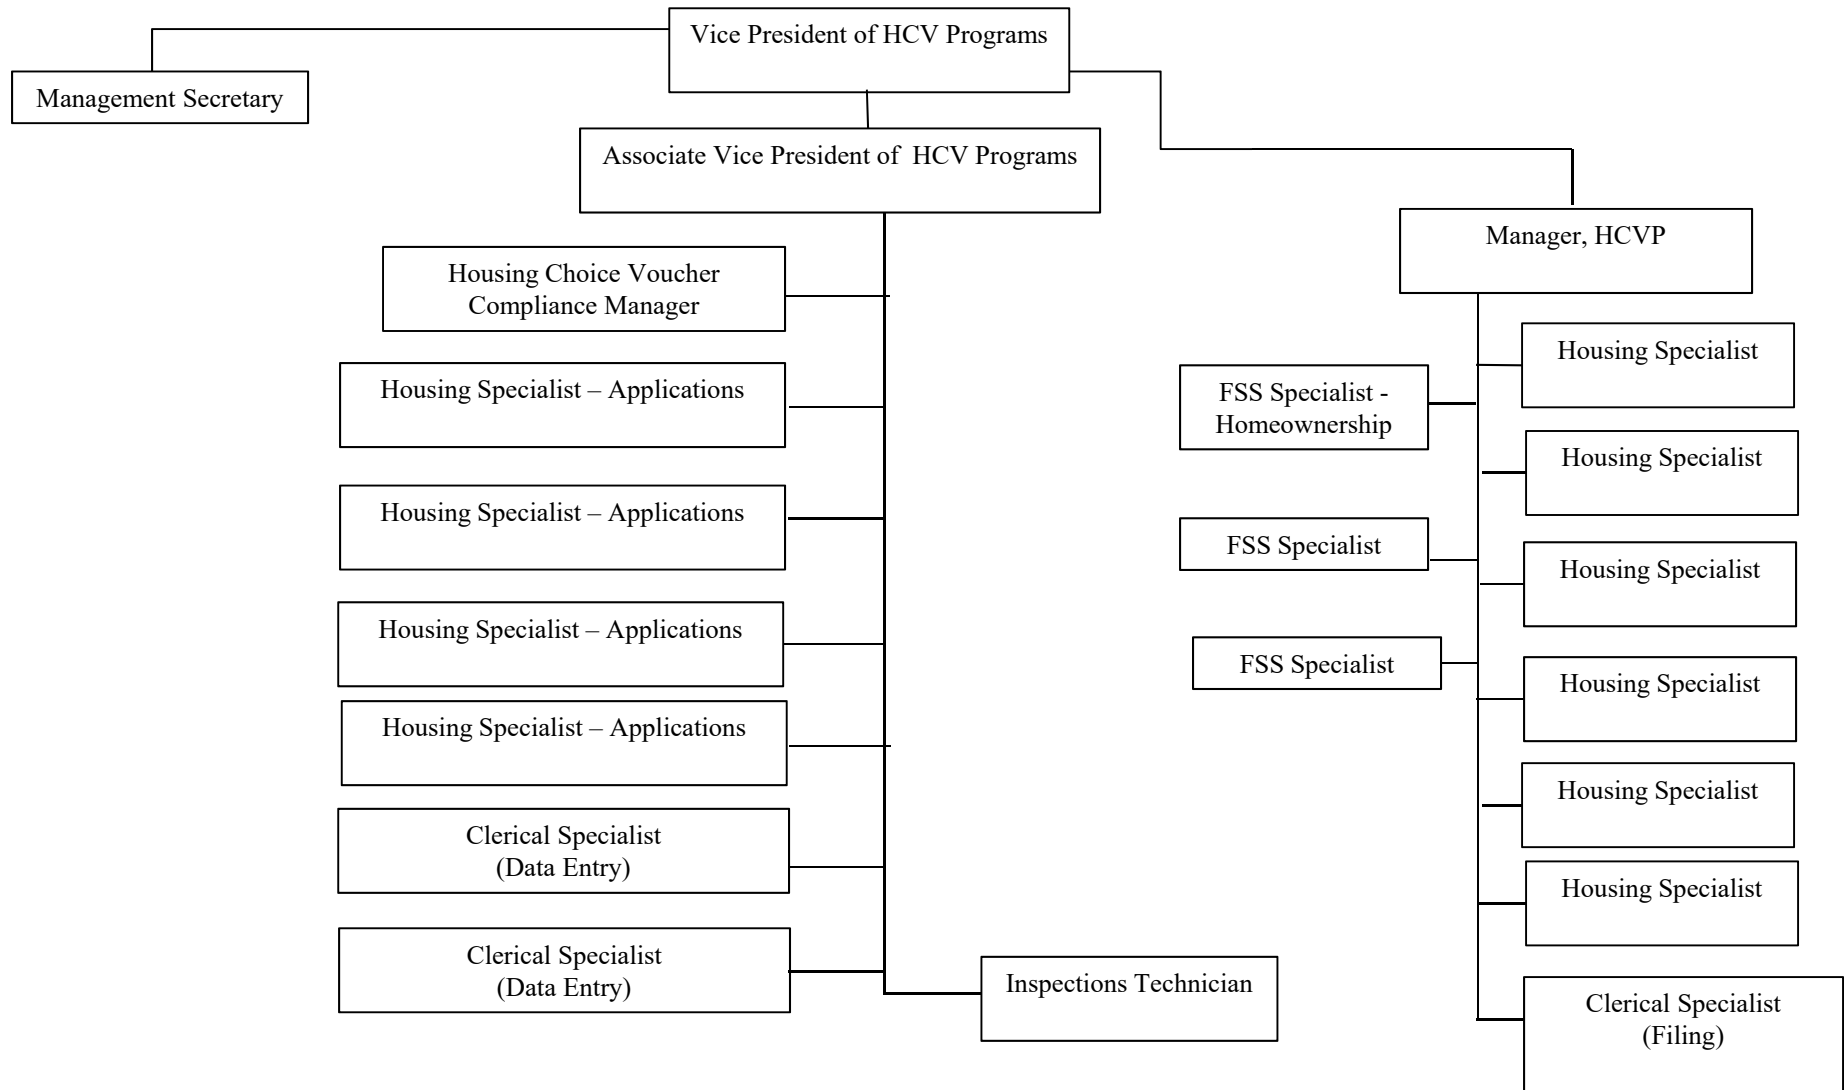 Vice President of HCV Programs
Management Secretary
Associate Vice President of  HCV Programs
Housing Choice Voucher
Compliance Manager
Housing Specialist – Applications
Housing Specialist – Applications
Housing Specialist – Applications
Housing Specialist – Applications
Clerical Specialist
(Data Entry)
Clerical Specialist
(Data Entry)
Inspections Technician
Manager, HCVP
FSS Specialist -
Homeownership
FSS Specialist
FSS Specialist
Housing Specialist
Housing Specialist
Housing Specialist
Housing Specialist
Housing Specialist
Housing Specialist
Clerical Specialist
(Filing)